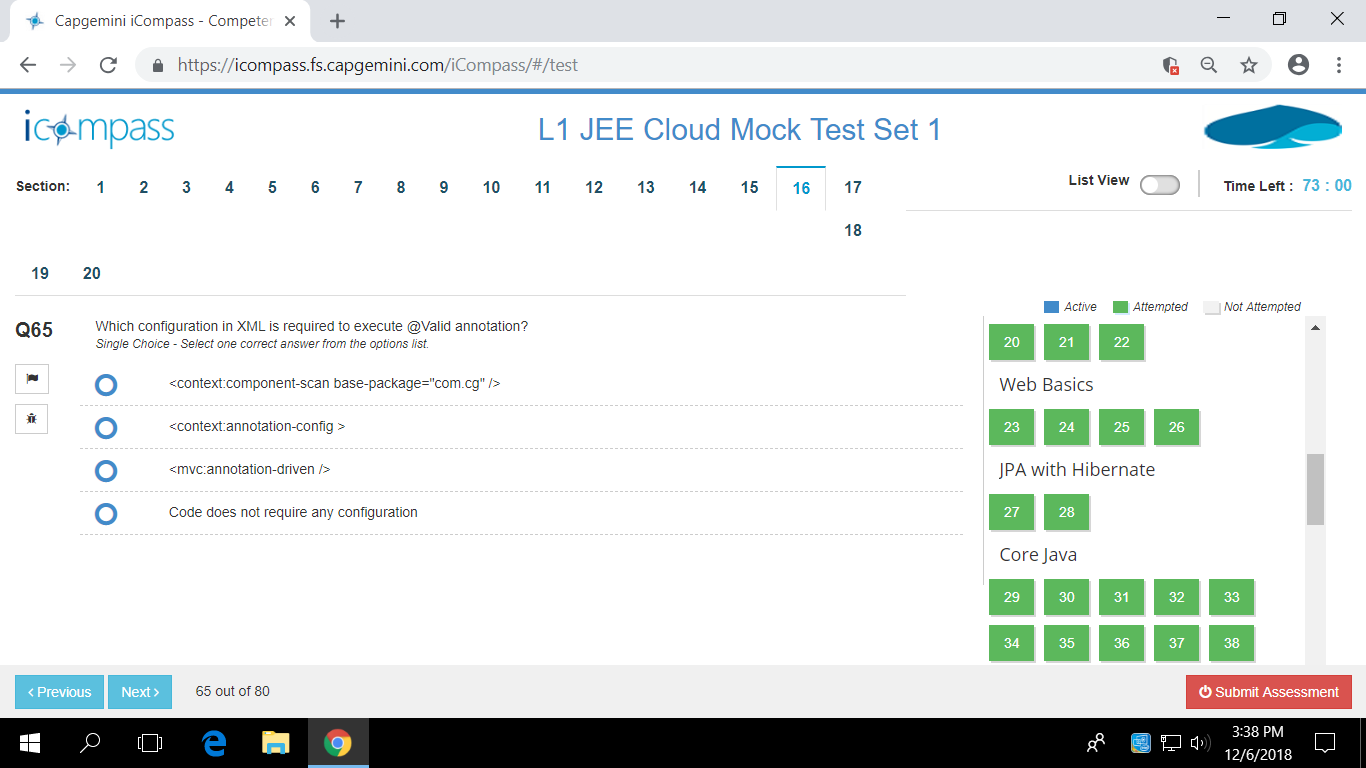 Capgemini iCompass - Competen
https://icompass.fs.capgemini.com/iCompass/#/test
icompass
L1 JEE Cloud Mock Test Set 1
Section: 1 2 3 4 5 6 7 8 9 10 11 12 13 14 15 16 17
18
19 20
List View
Time Left : 73 : 00
Active Attempted Not Attempted
Q65
Which configuration in XML is required to execute @Valid annotation?
Single Choice - Select one correct answer from the options list.
<context:component-scan base-package="com.cg" />
<context:annotation-config >
<mvc:annotation-driven />
Code does not require any configuration
20 21 22
Web Basics
23 24 25 26
JPA with Hibernate
27 28
Core Java
29 30 31 32 33
34 35 36 37 38
Previous Next 65 out of 80
Submit Assessment
3:38 PM
12/6/2018